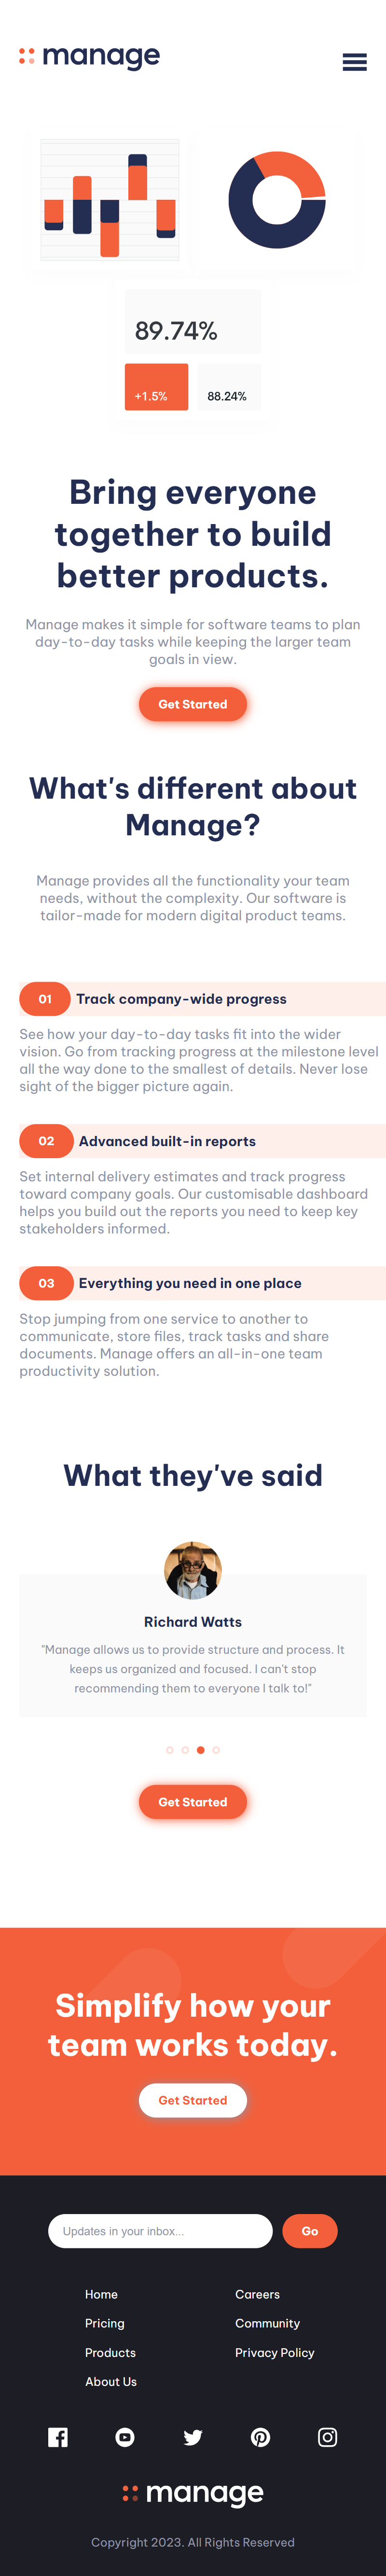 manage
89.74%
+1.5%
88.24%
Bring everyone
together to build
better products.
Manage makes it simple for software teams to plan
day-to-day tasks while keeping the larger team
goals in view.
Get Started
What's different about
Manage?
Manage provides all the functionality your team
needs, without the complexity. Our software is
tailor-made for modern digital product teams.
01 Track company-wide progress
See how your day-to-day tasks fit into the wider
vision. Go from tracking progress at the milestone level
all the way done to the smallest of details. Never lose
sight of the bigger picture again.
02 Advanced built-in reports
Set internal delivery estimates and track progress
toward company goals. Our customisable dashboard
helps you build out the reports you need to keep key
stakeholders informed.
03 Everything you need in one place
Stop jumping from one service to another to
communicate, store files, track tasks and share
documents. Manage offers an all-in-one team
productivity solution.
What they've said
Richard Watts
"Manage allows us to provide structure and process. It
keeps us organized and focused. I can't stop
recommending them to everyone I talk to!"
Get Started
Simplify how your
team works today.
Get Started
Updates in your inbox...
Go
Home
Pricing
Products
About Us
Careers
Community
Privacy Policy
manage
Copyright 2023. All Rights Reserved